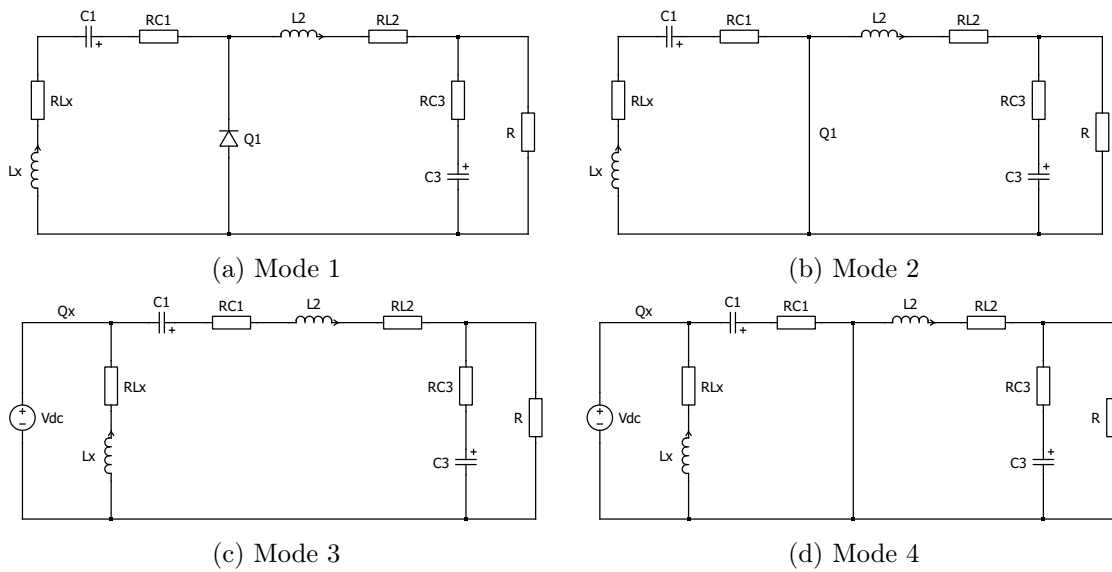 C1
RC1
L2
RL2
RLx
Lx
Q1
RC3
C3
R
+
+
(a) Mode 1
C1
RC1
L2
RL2
RLx
Lx
Q1
RC3
C3
R
+
+
(b) Mode 2
Qx
C1
RC1
L2
RL2
Vdc
RLx
Lx
RC3
C3
R
+
+
+
−
(c) Mode 3
Qx
C1
RC1
L2
RL2
Vdc
RLx
Lx
RC3
C3
R
+
+
+
−
(d) Mode 4